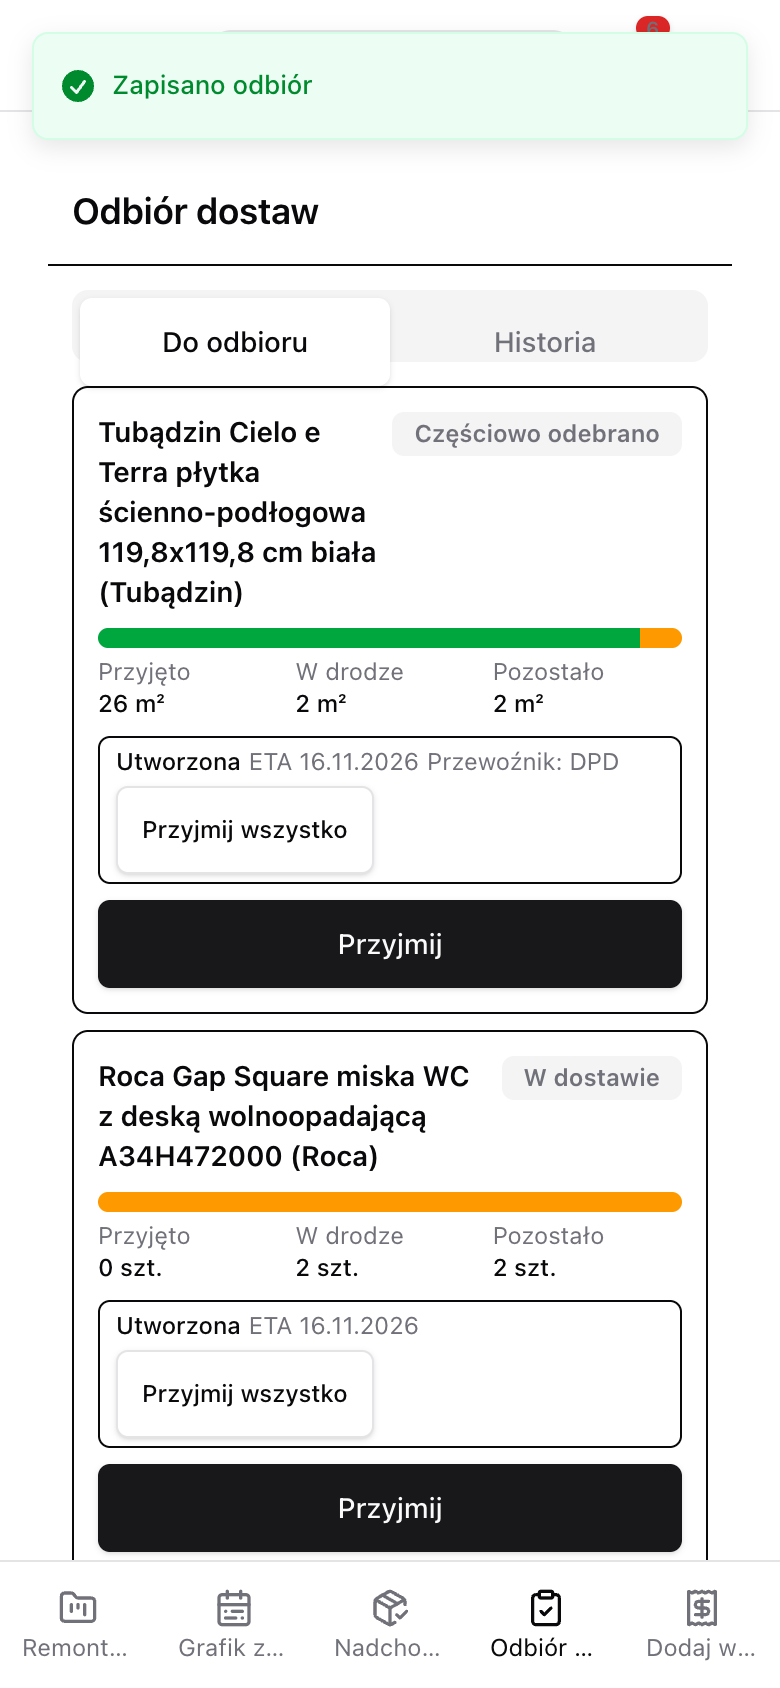 6
Zapisano odbiór
Odbiór dostaw
Do odbioru
Historia
Tubądzin Cielo e
Terra płytka
ścienno-podłogowa
119,8x119,8 cm biała
(Tubądzin)
Częściowo odebrano
Przyjęto
W drodze
Pozostało
26 m²
2 m²
2 m²
Utworzona ETA 16.11.2026 Przewoźnik: DPD
Przyjmij wszystko
Przyjmij
Roca Gap Square miska WC
z deską wolnoopadającą
A34H472000 (Roca)
W dostawie
Przyjęto
W drodze
Pozostało
0 szt.
2 szt.
2 szt.
Utworzona ETA 16.11.2026
Przyjmij wszystko
Przyjmij
Remont...
Grafik z...
Nadcho...
Odbiór ...
Dodaj w...